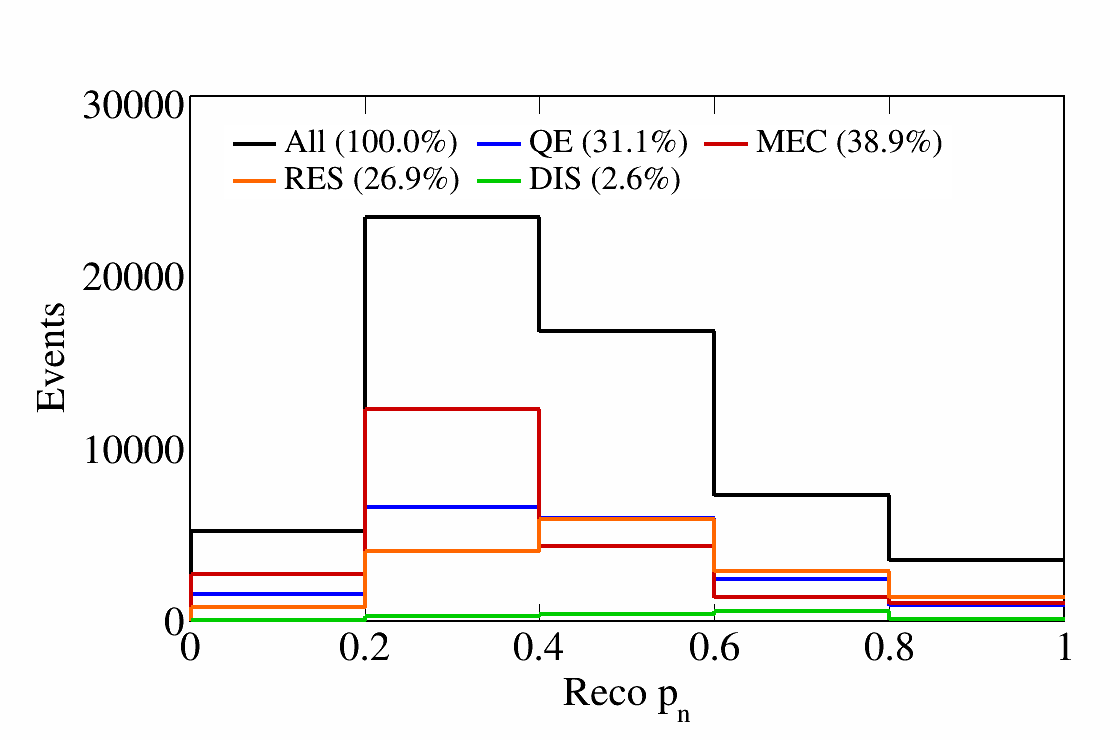 30000
All (100.0%) QE (31.1%) MEC (38.9%)
RES (26.9%) DIS (2.6%)
20000
Events
10000
0
0 0.2 0.4 0.6 0.8 1
Reco pn